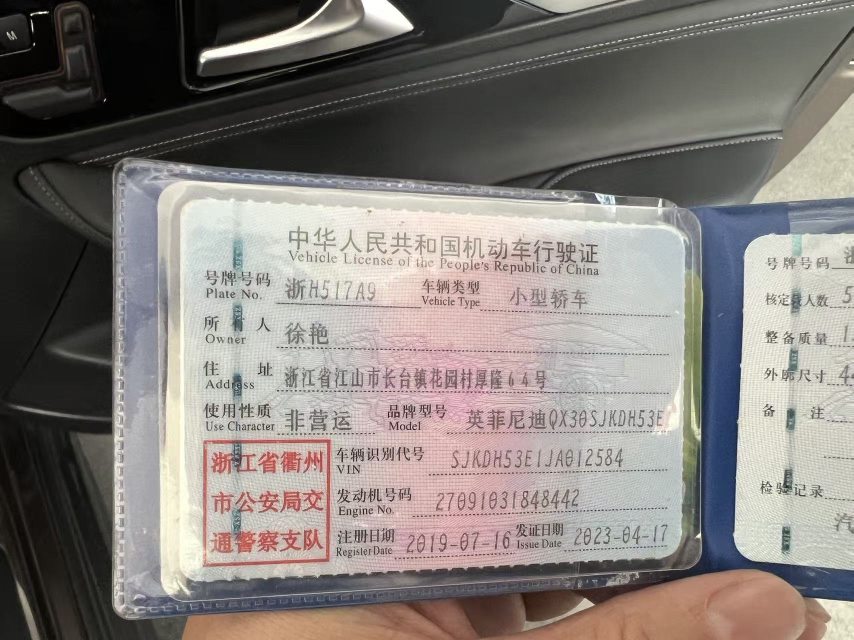 M
中华人民共和国机动车行驶证
Vehicle License of the People's Republic of China
号牌号码 浙H517A9 车辆类型 小型轿车
Plate No. Vehicle Type
所有人 徐艳
Owner
住址 浙江省江山市长台镇花园村厚隆64号
Address
使用性质 非营运 品牌型号 英菲尼迪QX30SJKDH53E
Use Character Model
浙江省衢州
市公安局交
通警察支队
车辆识别代号 SJKDH53E1JA012584
VIN
发动机号码 27091031848442
Engine No.
注册日期 2019-07-16 发证日期 2023-04-17
Register Date Issue Date
号牌号码 浙
核定载人数 5
整备质量 1
外廓尺寸 44
备注
检验记录
汽